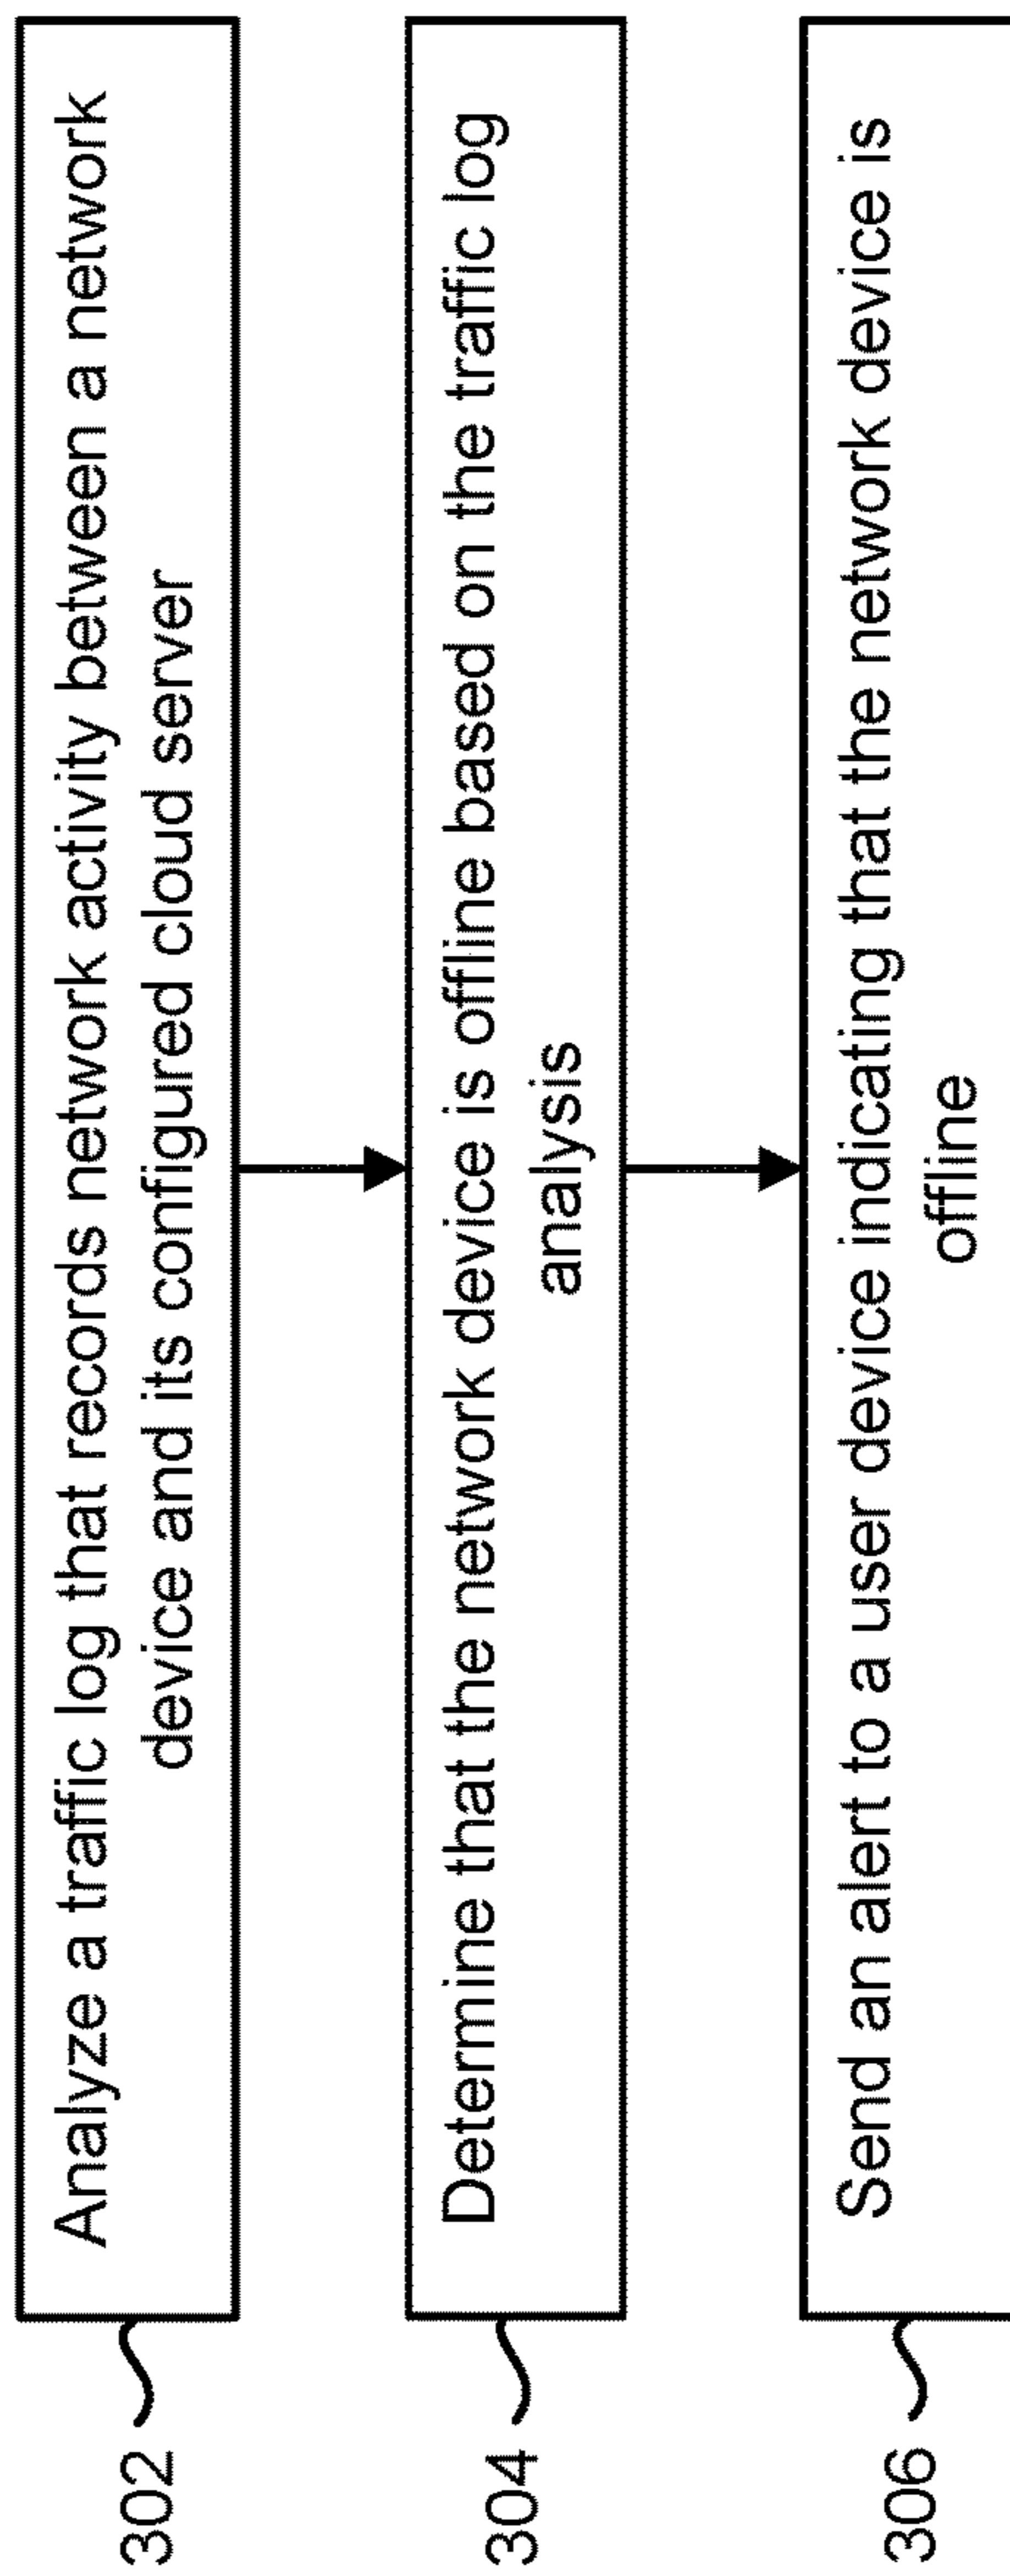 302
Analyze a traffic log that records network activity between a network
device and its configured cloud server
304
Determine that the network device is offline based on the traffic log
analysis
306
Send an alert to a user device indicating that the network device is
offline